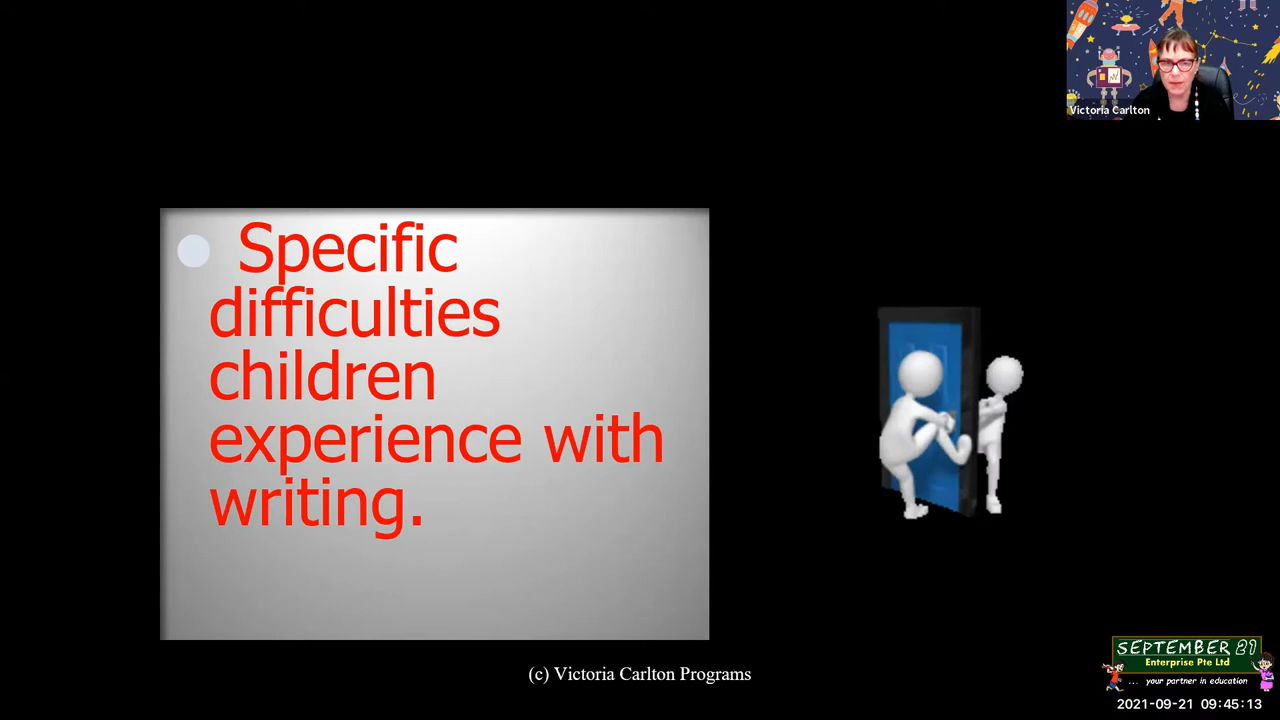 Victoria Carlton
Specific
difficulties
children
experience with
writing.
(c) Victoria Carlton Programs
SEPTEMBER 21
Enterprise Pte Ltd
... your partner in education
2021-09-21 09:45:13